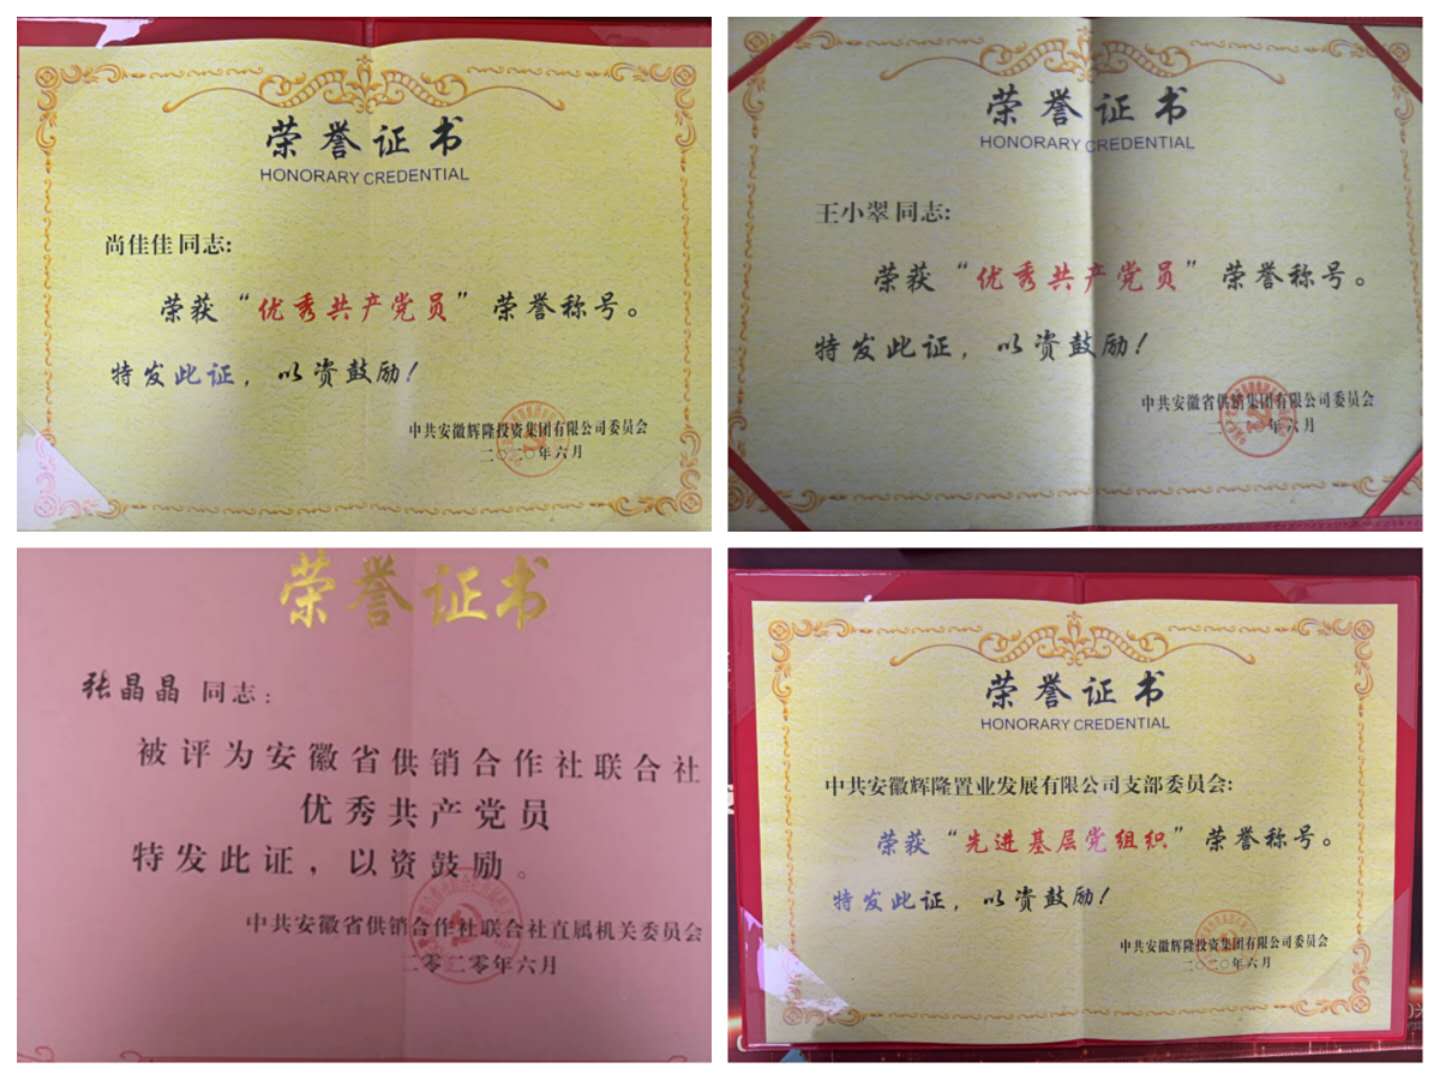 荣誉证书
HONORARY CREDENTIAL
尚佳佳同志:
荣获“优秀共产党员”荣誉称号。
特发此证，以资鼓励!
中共安徽辉隆投资集团有限公司委员会
二〇二〇年六月
荣誉证书
HONORARY CREDENTIAL
王小翠同志:
荣获“优秀共产党员”荣誉称号。
特发此证，以资鼓励!
中共安徽省供销集团有限公司委员会
二〇二〇年六月
荣誉证书
张晶晶 同志:
被评为安徽省供销合作社联合社
优秀共产党员
特发此证，以资鼓励。
中共安徽省供销合作社联合社直属机关委员会
二零二零年六月
荣誉证书
HONORARY CREDENTIAL
中共安徽辉隆置业发展有限公司支部委员会:
荣获“先进基层党组织”荣誉称号。
特发此证，以资鼓励!
中共安徽辉隆投资集团有限公司委员会
二〇二〇年六月